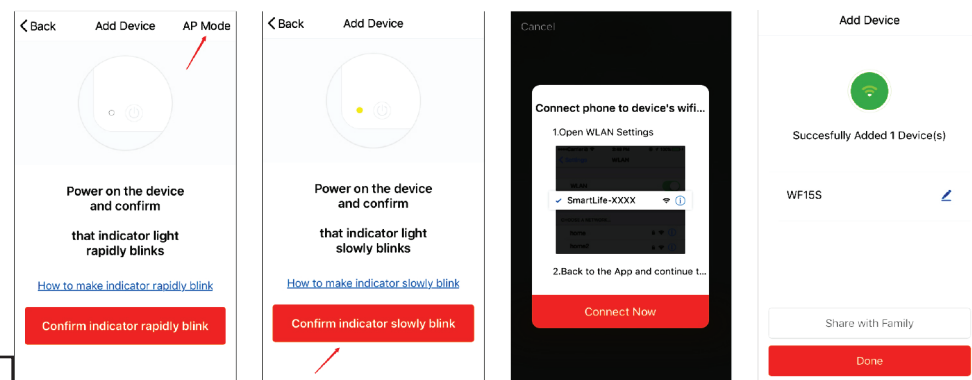 Back Add Device AP Mode
Power on the device
and confirm
that indicator light
rapidly blinks
How to make indicator rapidly blink
Confirm indicator rapidly blink
Back Add Device
Power on the device
and confirm
that indicator light
slowly blinks
How to make indicator slowly blink
Confirm indicator slowly blink
Cancel
Connect phone to device's wifi...
1.Open WLAN Settings
WLAN
WLAN
SmartLife-XXXX
home
home2
2.Back to the App and continue t...
Connect Now
Add Device
Succesfully Added 1 Device(s)
WF15S
Share with Family
Done